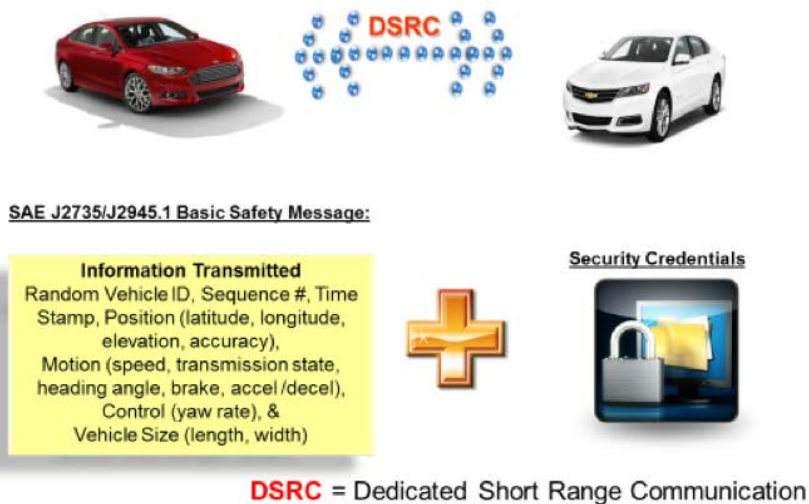 DSRC
SAE J2735/J2945.1 Basic Safety Message:
Information Transmitted
Random Vehicle ID, Sequence #, Time
Stamp, Position (latitude, longitude,
elevation, accuracy),
Motion (speed, transmission state,
heading angle, brake, accel/decel),
Control (yaw rate), &
Vehicle Size (length, width)
Security Credentials
DSRC = Dedicated Short Range Communication